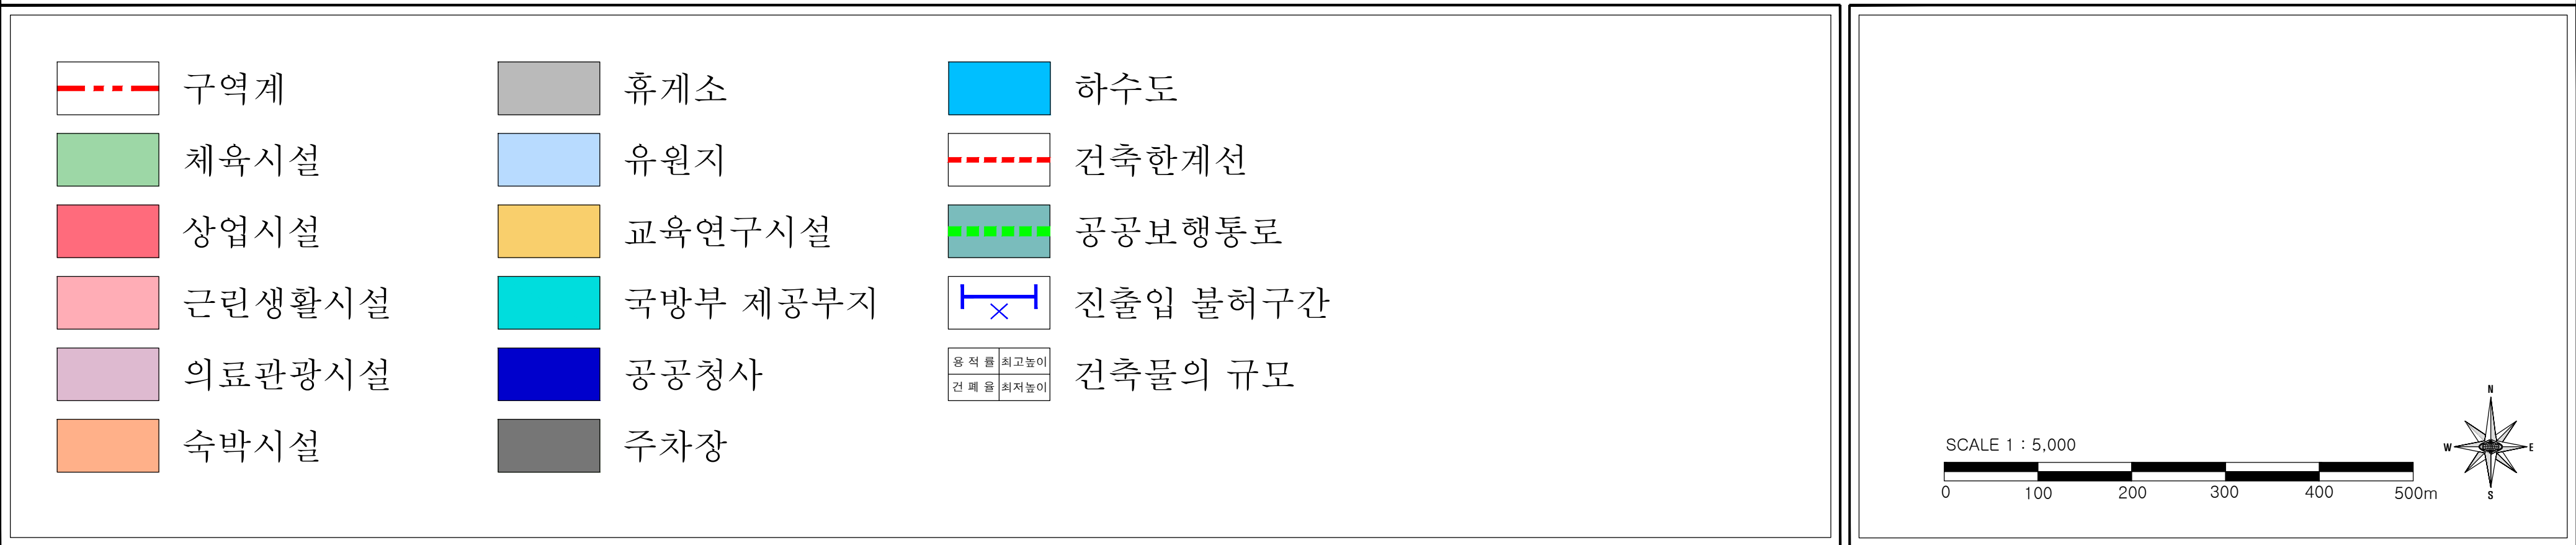 구역계
체육시설
상업시설
근린생활시설
의료관광시설
숙박시설
휴게소
유원지
교육연구시설
국방부 제공부지
공공청사
주차장
하수도
건축한계선
공공보행통로
진출입 불허구간
용 적 률 최고높이
건 폐 율 최저높이
건축물의 규모
SCALE 1 : 5,000
0 100 200 300 400 500m
N
W E
S